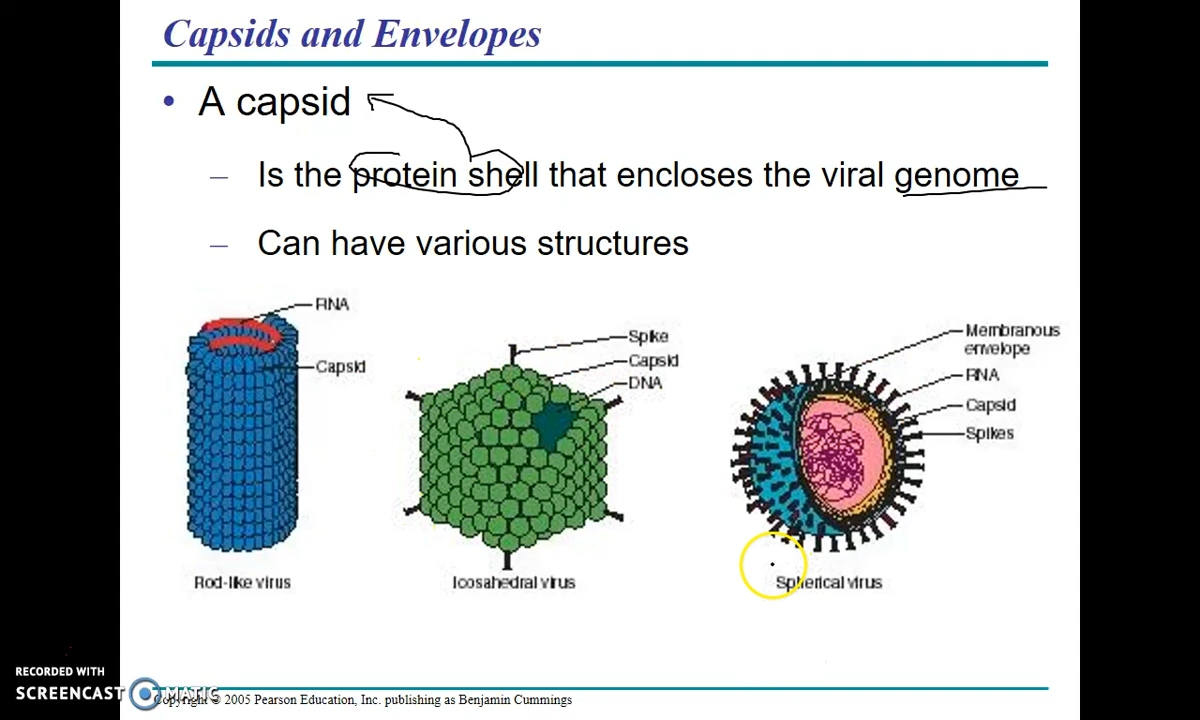 Capsids and Envelopes
• A capsid
– Is the protein shell that encloses the viral genome
– Can have various structures
RNA
Capsid
Rod-like virus
Spike
Capsid
DNA
Icosahedral virus
Membranous
envelope
RNA
Capsid
Spikes
Spherical virus
RECORDED WITH
SCREENCAST MATIC
Copyright © 2005 Pearson Education, Inc. publishing as Benjamin Cummings